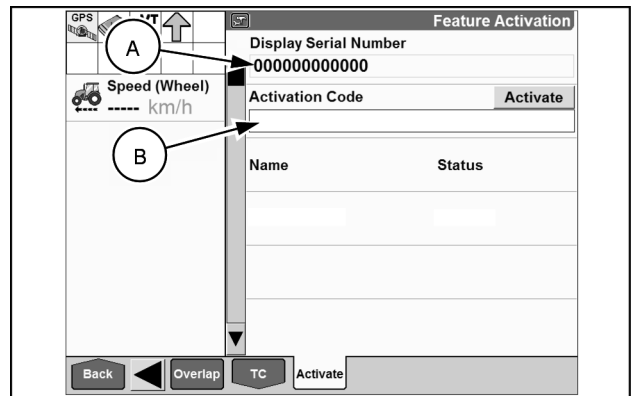 GPS
VT
Feature Activation
A
Display Serial Number
000000000000
Speed (Wheel)
----- km/h
Activation Code
Activate
B
Name
Status
Back
Overlap
TC
Activate